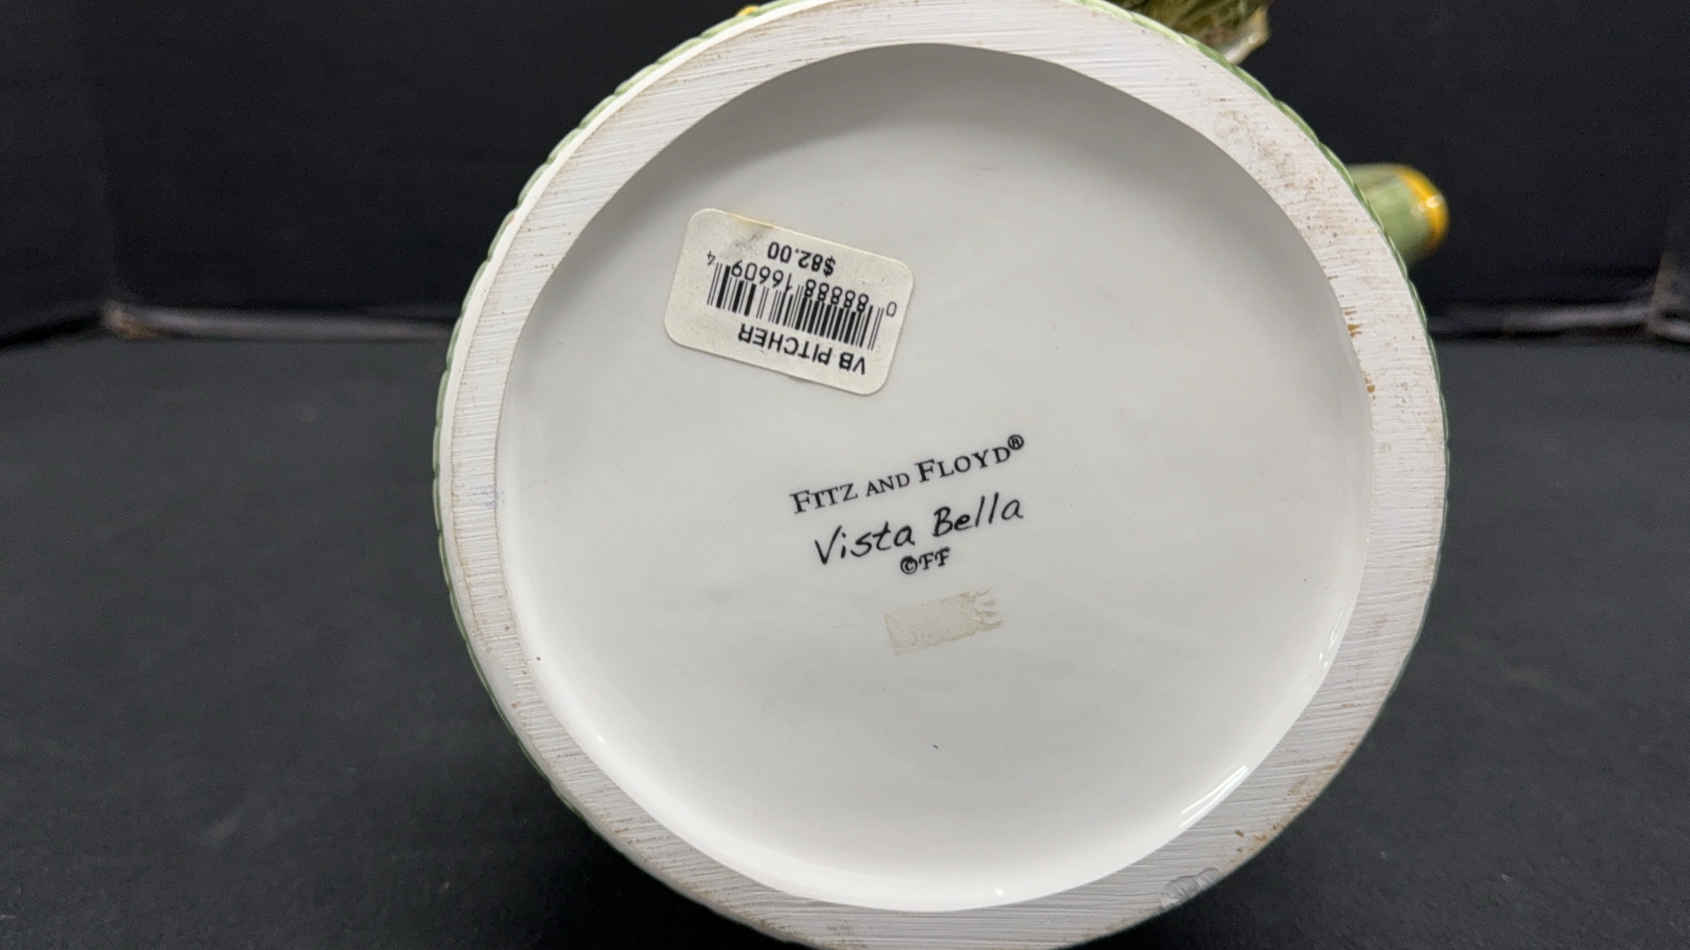 VB PITCHER
0 88888 16609 4
$82.00
FITZ AND FLOYD®
Vista Bella
©FF